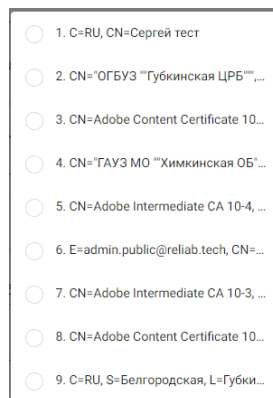 1. C=RU, CN=Сергей тест
2. CN="ОГБУЗ ""Губкинская ЦРБ""",...
3. CN=Adobe Content Certificate 10...
4. CN="ГАУЗ МО ""Химкинская ОБ"...
5. CN=Adobe Intermediate CA 10-4, ...
6. E=admin.public@reliab.tech, CN=...
7. CN=Adobe Intermediate CA 10-3, ...
8. CN=Adobe Content Certificate 10...
9. C=RU, S=Белгородская, L=Губки...